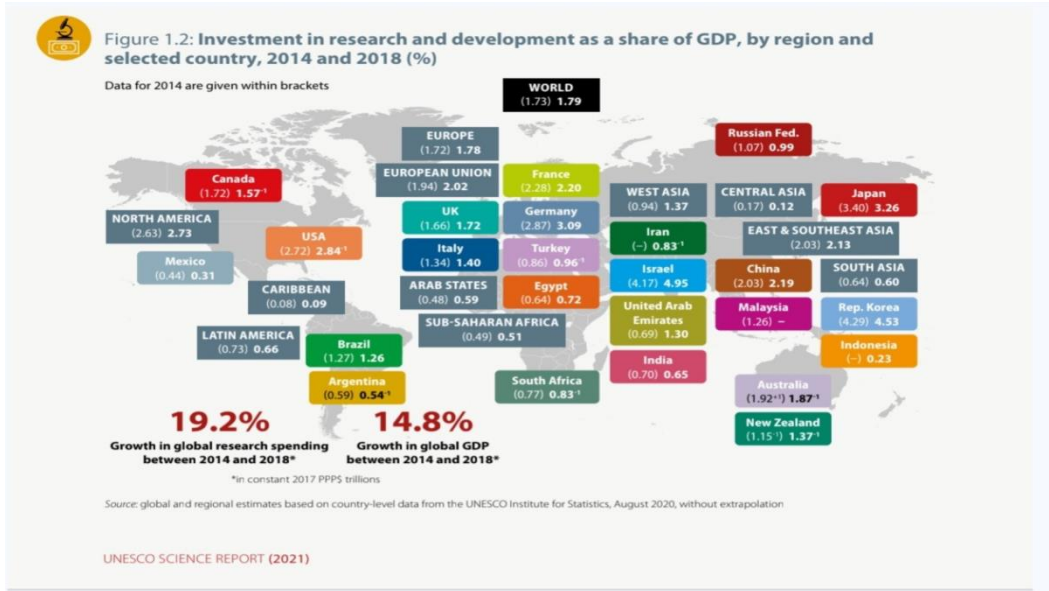 Figure 1.2: Investment in research and development as a share of GDP, by region and
selected country, 2014 and 2018 (%)
Data for 2014 are given within brackets
WORLD
(1.73) 1.79
EUROPE
(1.72) 1.78
Russian Fed.
(1.07) 0.99
Canada
(1.72) 1.57⁻¹
EUROPEAN UNION
(1.94) 2.02
France
(2.28) 2.20
WEST ASIA
(0.94) 1.37
CENTRAL ASIA
(0.17) 0.12
Japan
(3.40) 3.26
NORTH AMERICA
(2.63) 2.73
UK
(1.66) 1.72
Germany
(2.87) 3.09
USA
(2.72) 2.84⁻¹
Iran
(−) 0.83⁻¹
EAST & SOUTHEAST ASIA
(2.03) 2.13
Mexico
(0.44) 0.31
Italy
(1.34) 1.40
Turkey
(0.86) 0.96⁻¹
Israel
(4.17) 4.95
China
(2.03) 2.19
SOUTH ASIA
(0.64) 0.60
CARIBBEAN
(0.08) 0.09
ARAB STATES
(0.48) 0.59
Egypt
(0.64) 0.72
United Arab
Emirates
(0.69) 1.30
Malaysia
(1.26) −
Rep. Korea
(4.29) 4.53
LATIN AMERICA
(0.73) 0.66
Brazil
(1.27) 1.26
SUB-SAHARAN AFRICA
(0.49) 0.51
India
(0.70) 0.65
Indonesia
(−) 0.23
Argentina
(0.59) 0.54⁻¹
South Africa
(0.77) 0.83⁻¹
Australia
(1.92⁺¹) 1.87⁻¹
New Zealand
(1.15⁻¹) 1.37⁻¹
19.2%
Growth in global research spending
between 2014 and 2018*
14.8%
Growth in global GDP
between 2014 and 2018*
*in constant 2017 PPP$ trillions
Source: global and regional estimates based on country-level data from the UNESCO Institute for Statistics, August 2020, without extrapolation
UNESCO SCIENCE REPORT (2021)